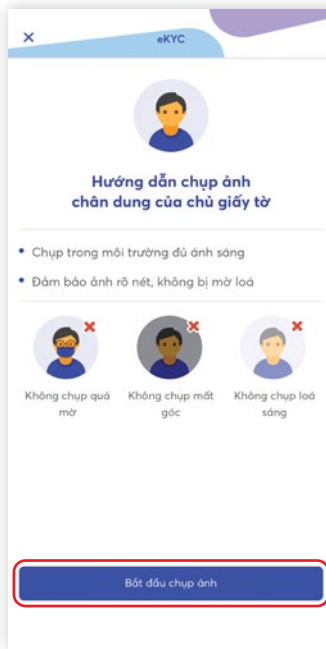 eKYC
Hướng dẫn chụp ảnh
chân dung của chủ giấy tờ
Chụp trong môi trường đủ ánh sáng
Đảm bảo ảnh rõ nét, không bị mờ loá
Không chụp quá mờ
Không chụp mất góc
Không chụp loá sáng
Bắt đầu chụp ảnh